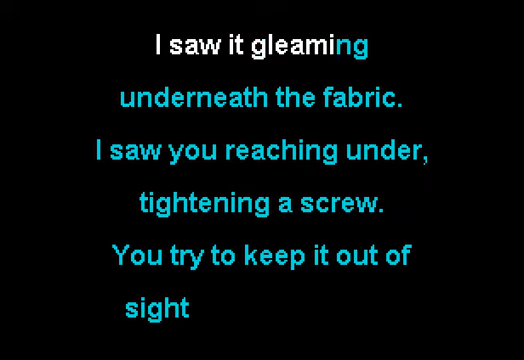 I saw it gleaming
underneath the fabric.
I saw you reaching under,
tightening a screw.
You try to keep it out of
sight